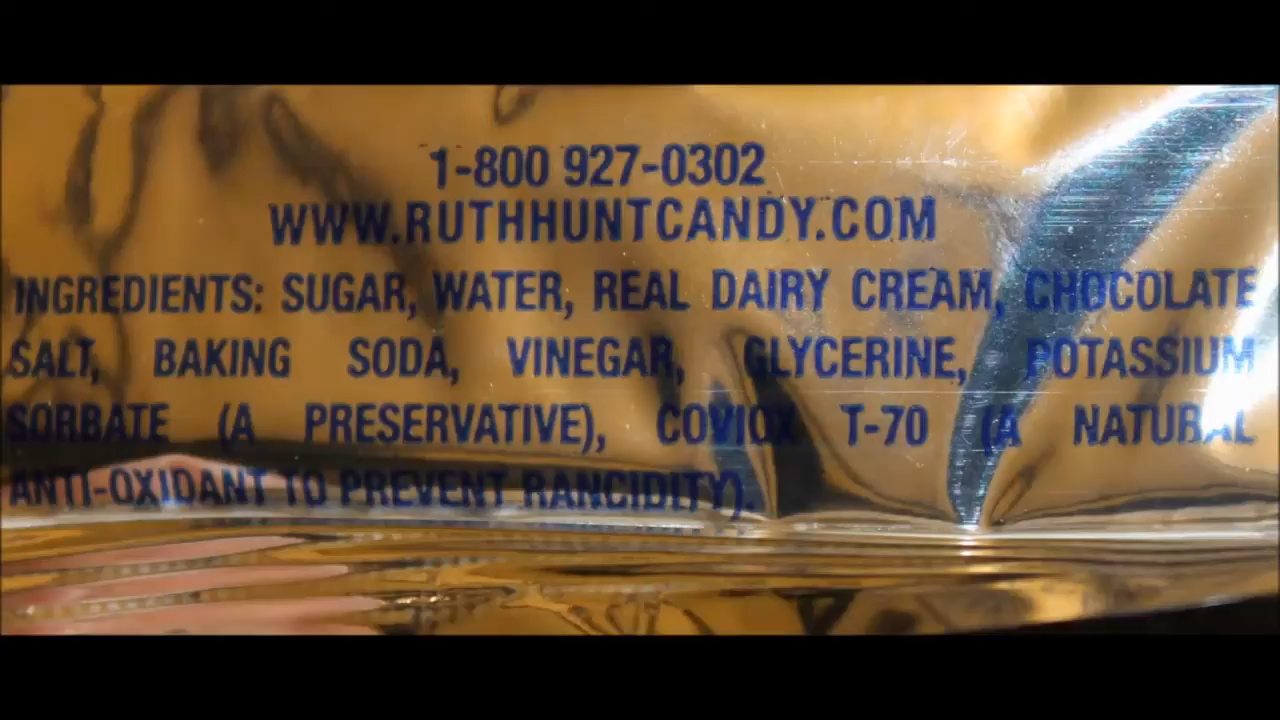 1-800 927-0302
WWW.RUTHHUNTCANDY.COM
INGREDIENTS: SUGAR, WATER, REAL DAIRY CREAM, CHOCOLATE
SALT, BAKING SODA, VINEGAR, GLYCERINE, POTASSIUM
SORBATE (A PRESERVATIVE), COVIOX T-70 (A NATURAL
ANTI-OXIDANT TO PREVENT RANCIDITY).